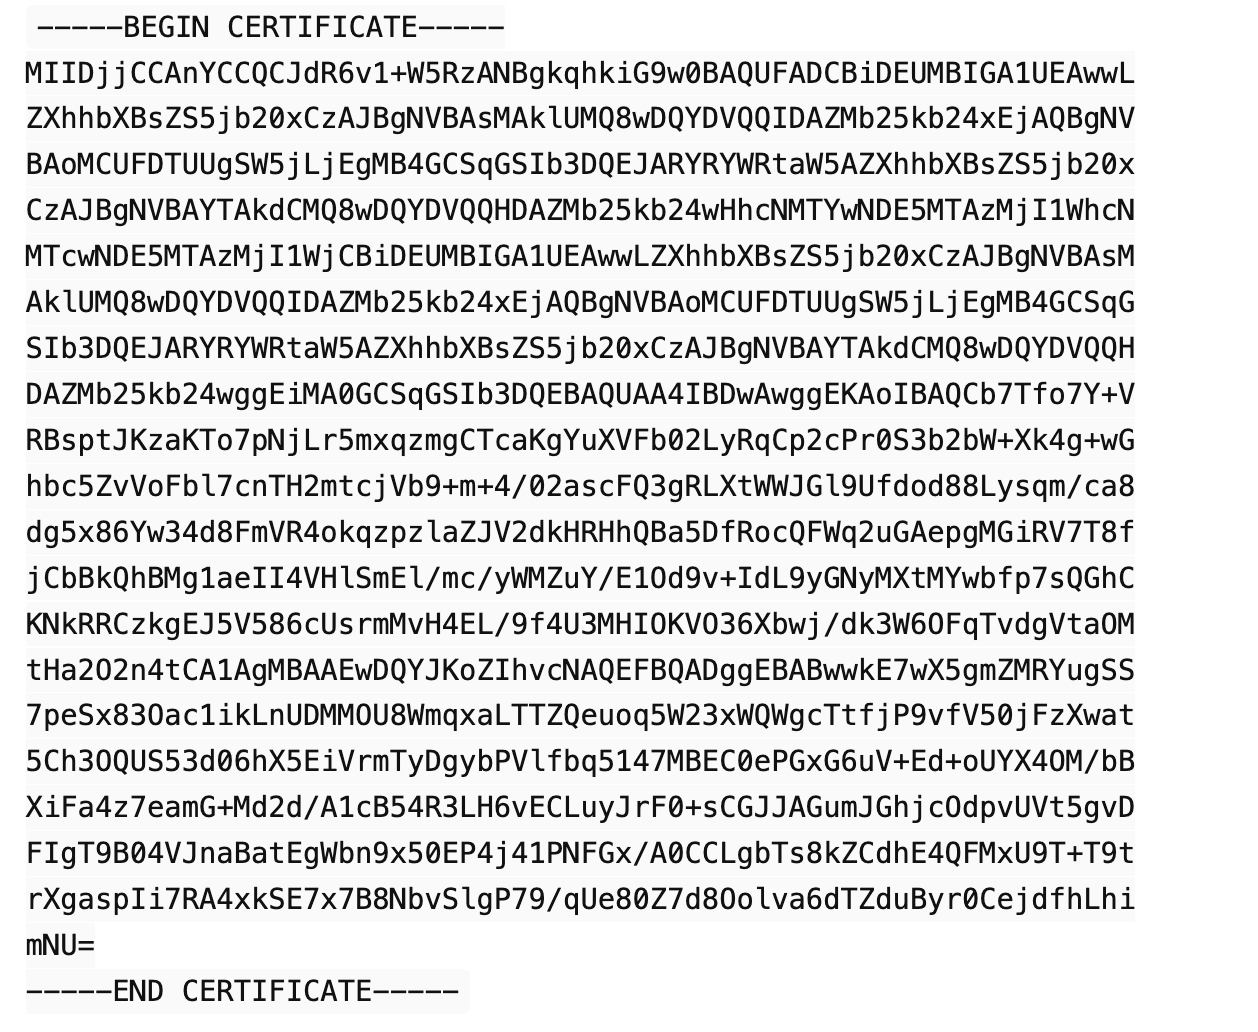 -----BEGIN CERTIFICATE-----
MIIDjjCCAnYCCQCJdR6v1+W5RzANBgkqhkiG9w0BAQUFADCBiDEUMBIGA1UEAwwL
ZXhhbXBsZS5jb20xCzAJBgNVBAsMAklUMQ8wDQYDVQQIDAZMb25kb24xEjAQBgNV
BAoMCUFDTUUgSW5jLjEgMB4GCSqGSIb3DQEJARYRYWRtaW5AZXhhbXBsZS5jb20x
CzAJBgNVBAYTAkdCMQ8wDQYDVQQHDAZMb25kb24wHhcNMTYwNDE5MTAzMjI1WhcN
MTcwNDE5MTAzMjI1WjCBiDEUMBIGA1UEAwwLZXhhbXBsZS5jb20xCzAJBgNVBAsM
AklUMQ8wDQYDVQQIDAZMb25kb24xEjAQBgNVBAoMCUFDTUUgSW5jLjEgMB4GCSqG
SIb3DQEJARYRYWRtaW5AZXhhbXBsZS5jb20xCzAJBgNVBAYTAkdCMQ8wDQYDVQQH
DAZMb25kb24wggEiMA0GCSqGSIb3DQEBAQUAA4IBDwAwggEKAoIBAQCb7Tfo7Y+V
RBsptJKzaKTo7pNjLr5mxqzmgCTcaKgYuXVFb02LyRqCp2cPr0S3b2bW+Xk4g+wG
hbc5ZvVoFbl7cnTH2mtcjVb9+m+4/02ascFQ3gRLXtWWJGl9Ufdod88Lysqm/ca8
dg5x86Yw34d8FmVR4okqzpzlaZJV2dkHRHhQBa5DfRocQFWq2uGAepgMGiRV7T8f
jCbBkQhBMg1aeII4VHlSmEl/mc/yWMZuY/E1Od9v+IdL9yGNyMXtMYwbfp7sQGhC
KNkRRCzkgEJ5V586cUsrmMvH4EL/9f4U3MHIOKVO36Xbwj/dk3W6OFqTvdgVtaOM
tHa2O2n4tCA1AgMBAAEwDQYJKoZIhvcNAQEFBQADggEBABwwkE7wX5gmZMRYugSS
7peSx83Oac1ikLnUDMMOU8WmqxaLTTZQeuoq5W23xWQWgcTtfjP9vfV50jFzXwat
5Ch3OQUS53d06hX5EiVrmTyDgybPVlfbq5147MBEC0ePGxG6uV+Ed+oUYX4OM/bB
XiFa4z7eamG+Md2d/A1cB54R3LH6vECLuyJrF0+sCGJJAGumJGhjcOdpvUVt5gvD
FIgT9B04VJnaBatEgWbn9x50EP4j41PNFGx/A0CCLgbTs8kZCdhE4QFMxU9T+T9t
rXgaspIi7RA4xkSE7x7B8NbvSlgP79/qUe80Z7d8Oolva6dTZduByr0CejdfhLhi
mNU=
-----END CERTIFICATE-----